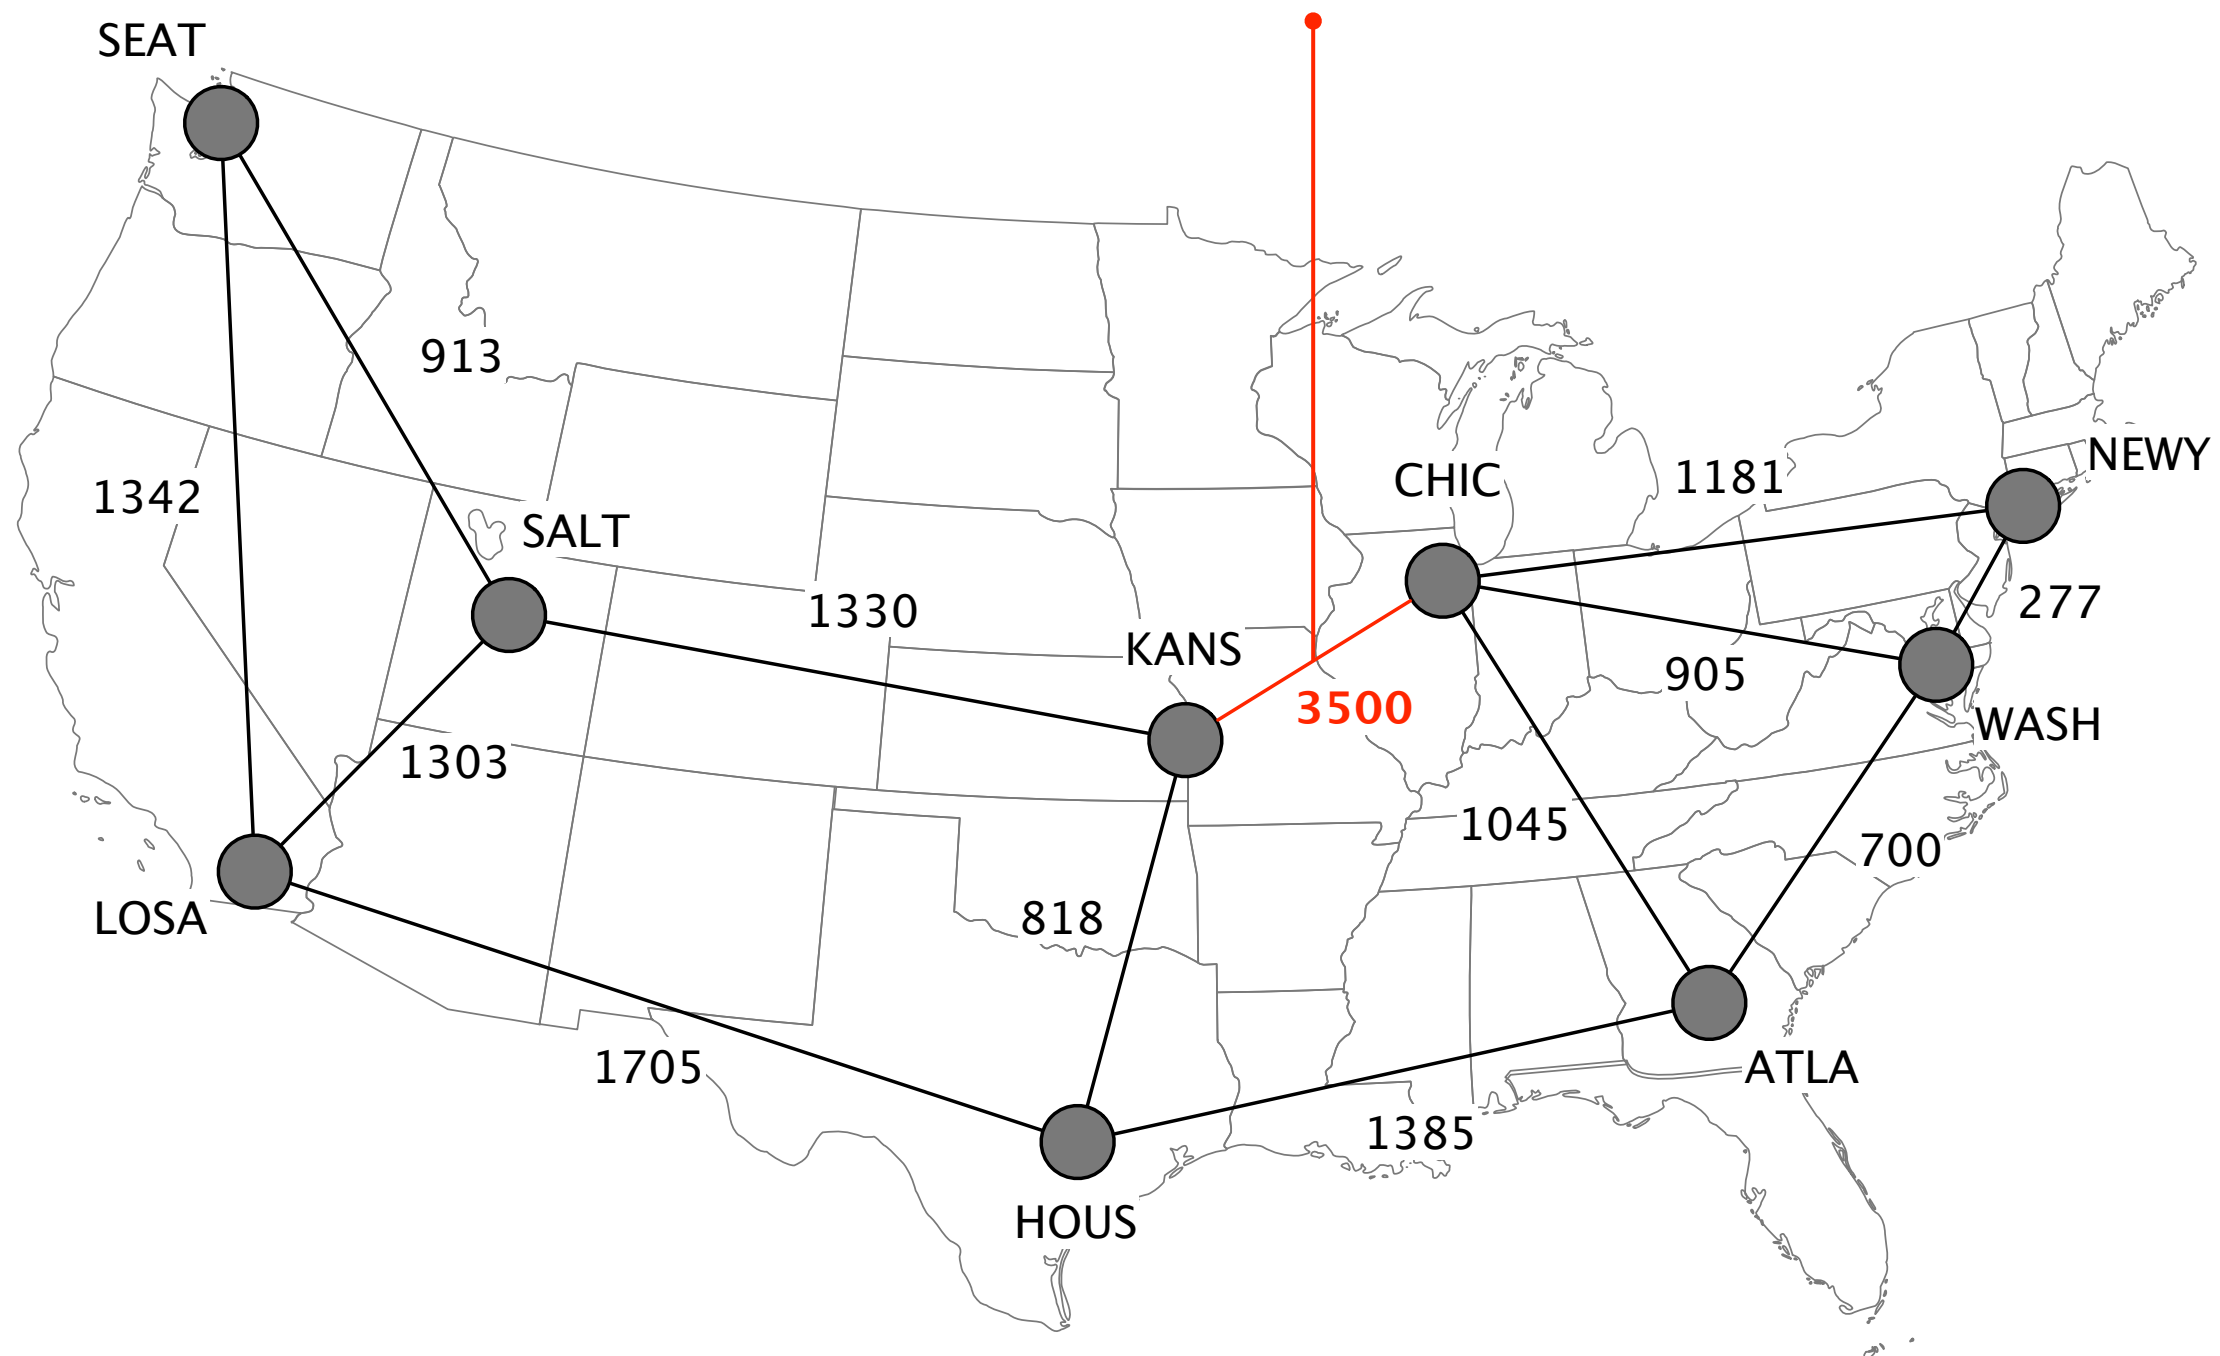 SEAT
913
NEWY
CHIC
1181
1342
SALT
277
1330
KANS
905
3500
WASH
1303
1045
700
LOSA
818
1705
ATLA
1385
HOUS